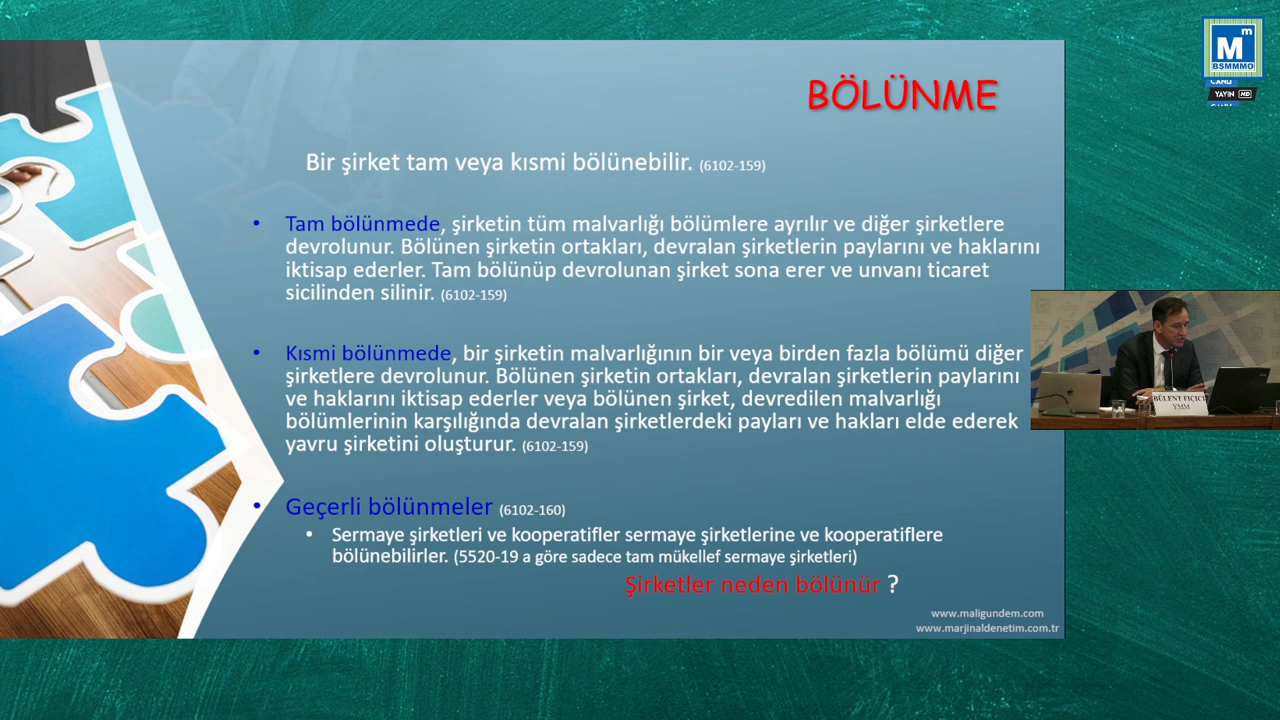 BÖLÜNME
Bir şirket tam veya kısmi bölünebilir. (6102-159)
• Tam bölünmede, şirketin tüm malvarlığı bölümlere ayrılır ve diğer şirketlere
devrolunur. Bölünen şirketin ortakları, devralan şirketlerin paylarını ve haklarını
iktisap ederler. Tam bölünüp devrolunan şirket sona erer ve unvanı ticaret
sicilinden silinir. (6102-159)
• Kısmi bölünmede, bir şirketin malvarlığının bir veya birden fazla bölümü diğer
şirketlere devrolunur. Bölünen şirketin ortakları, devralan şirketlerin paylarını
ve haklarını iktisap ederler veya bölünen şirket, devredilen malvarlığı
bölümlerinin karşılığında devralan şirketlerdeki payları ve hakları elde ederek
yavru şirketini oluşturur. (6102-159)
• Geçerli bölünmeler (6102-160)
• Sermaye şirketleri ve kooperatifler sermaye şirketlerine ve kooperatiflere
bölünebilirler. (5520-19 a göre sadece tam mükellef sermaye şirketleri)
Şirketler neden bölünür ?
www.maligundem.com
www.marjinaldenetim.com.tr
Mm
BSMMMO
CANLI
YAYIN HD
BÜLENT FIÇICI
YMM